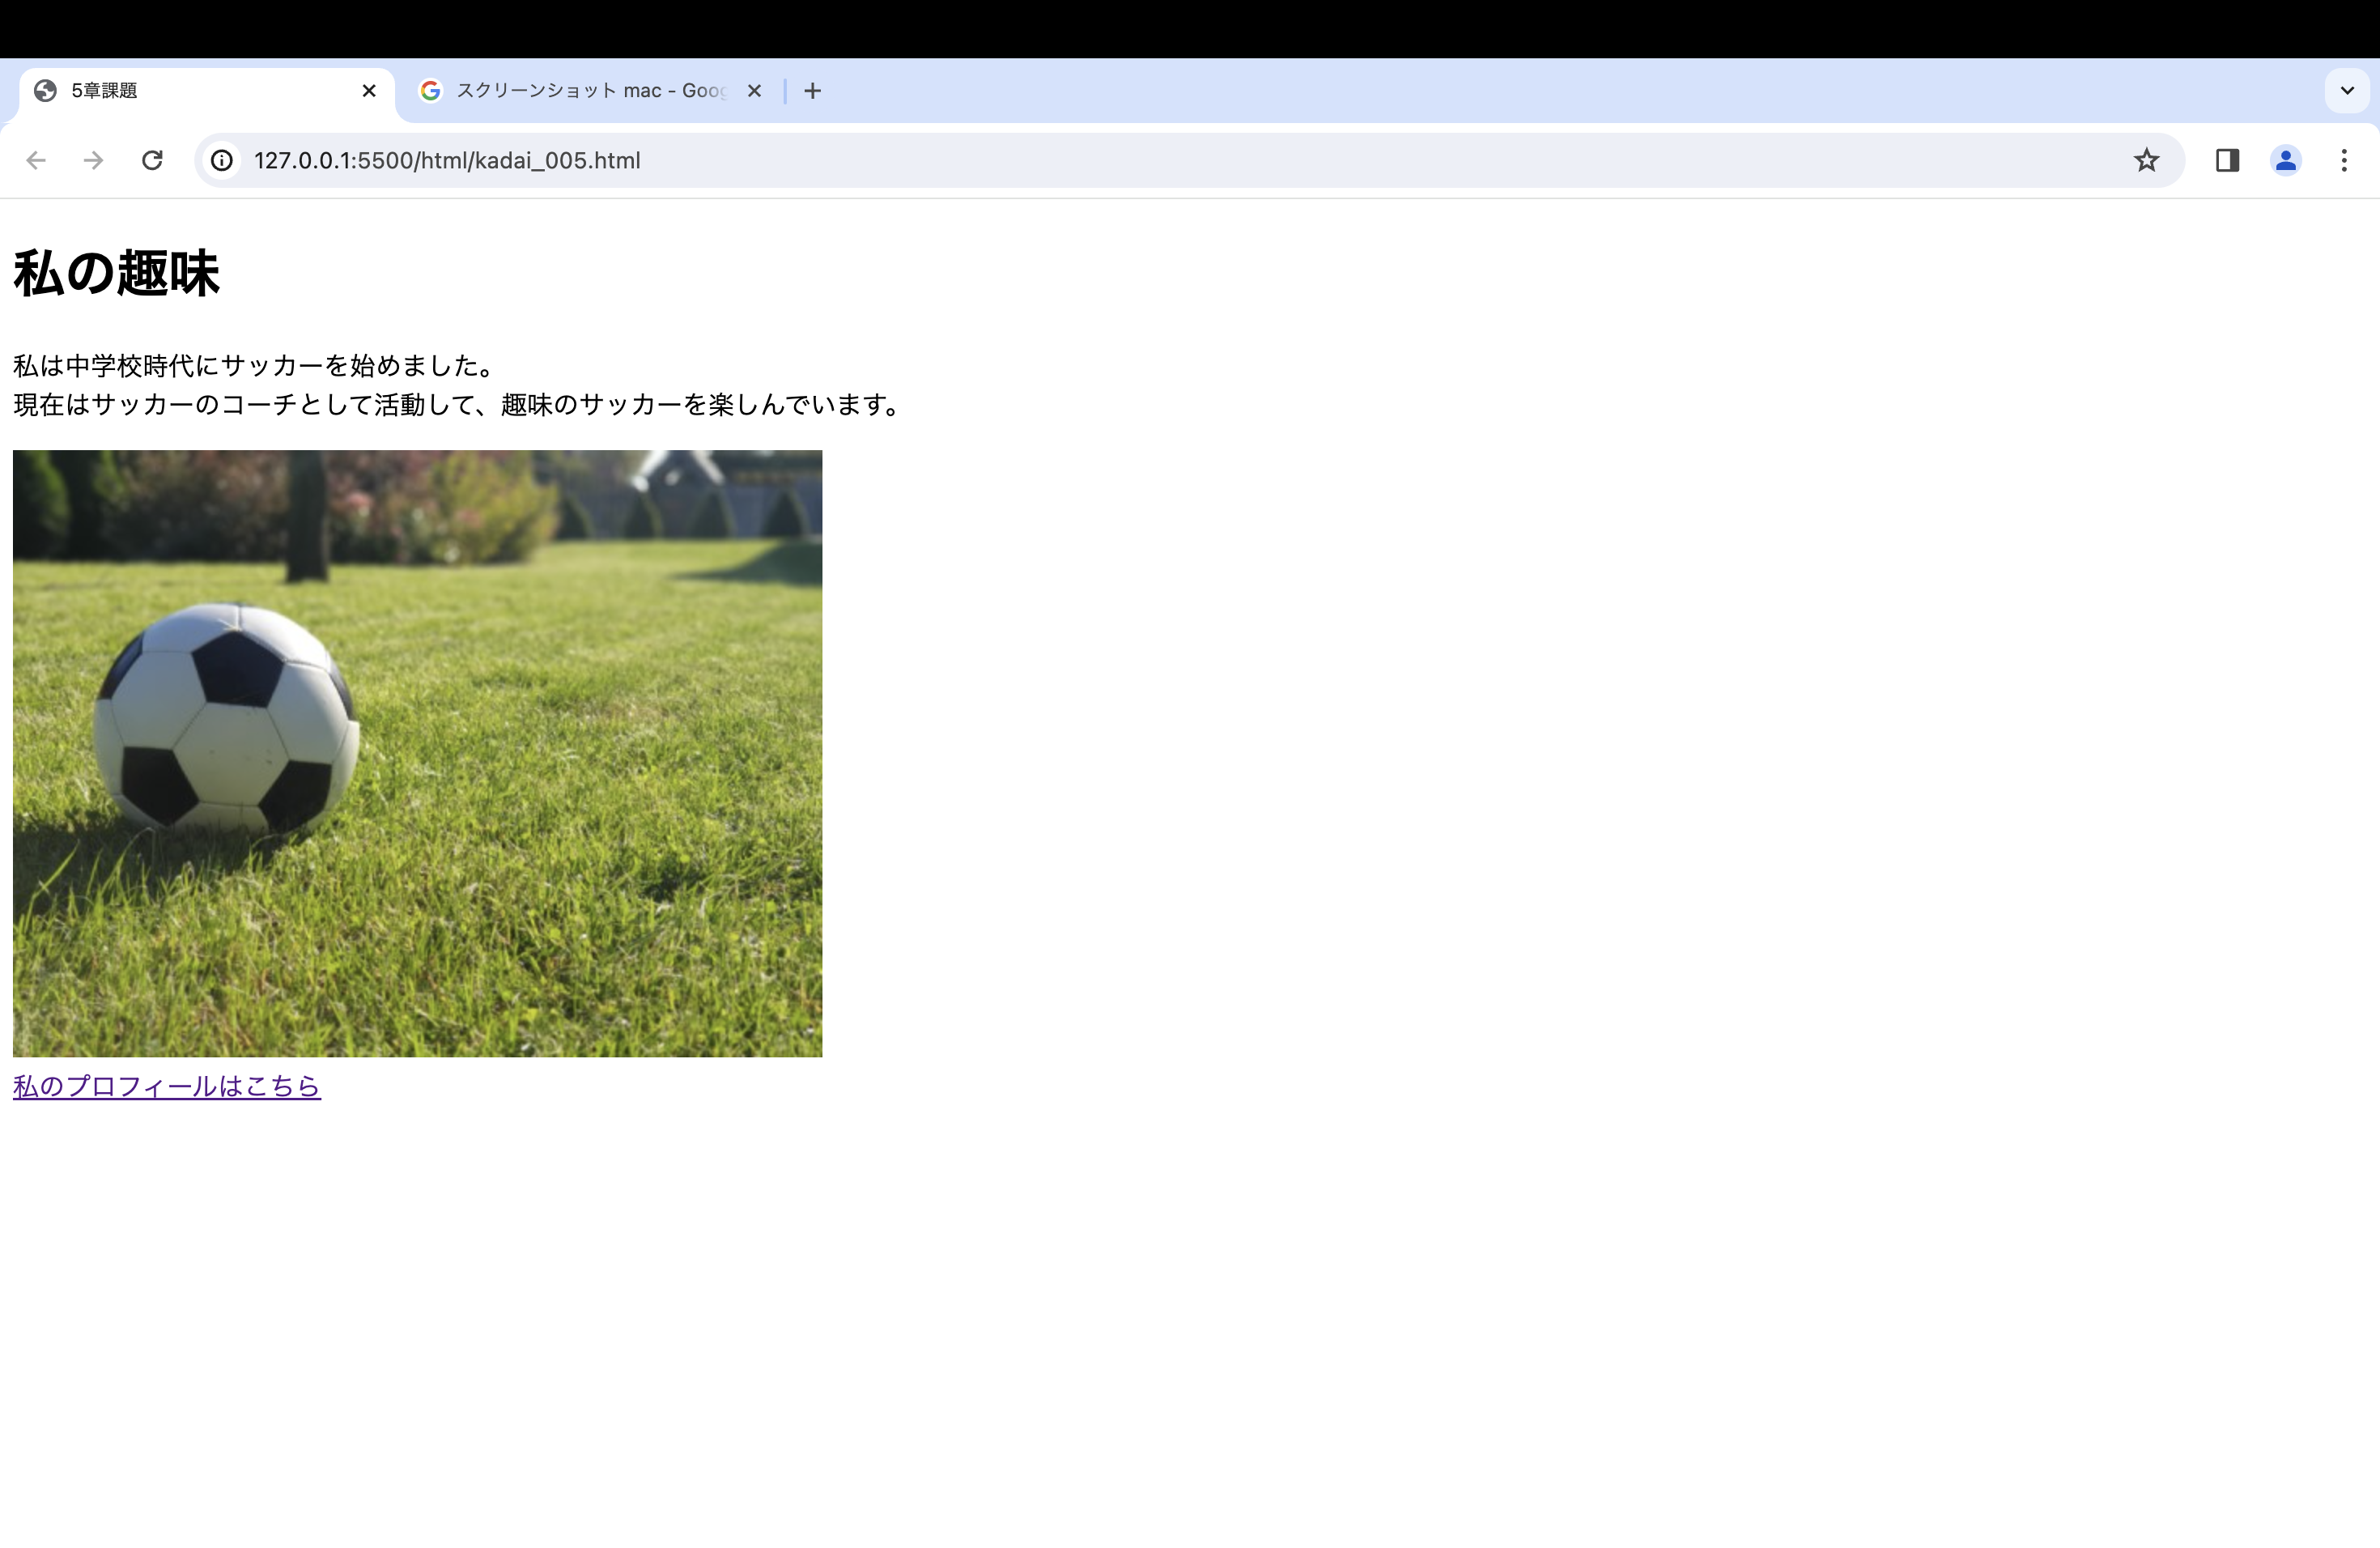 5章課題
スクリーンショット mac - Goog
127.0.0.1:5500/html/kadai_005.html
私の趣味
私は中学校時代にサッカーを始めました。
現在はサッカーのコーチとして活動して、趣味のサッカーを楽しんでいます。
私のプロフィールはこちら